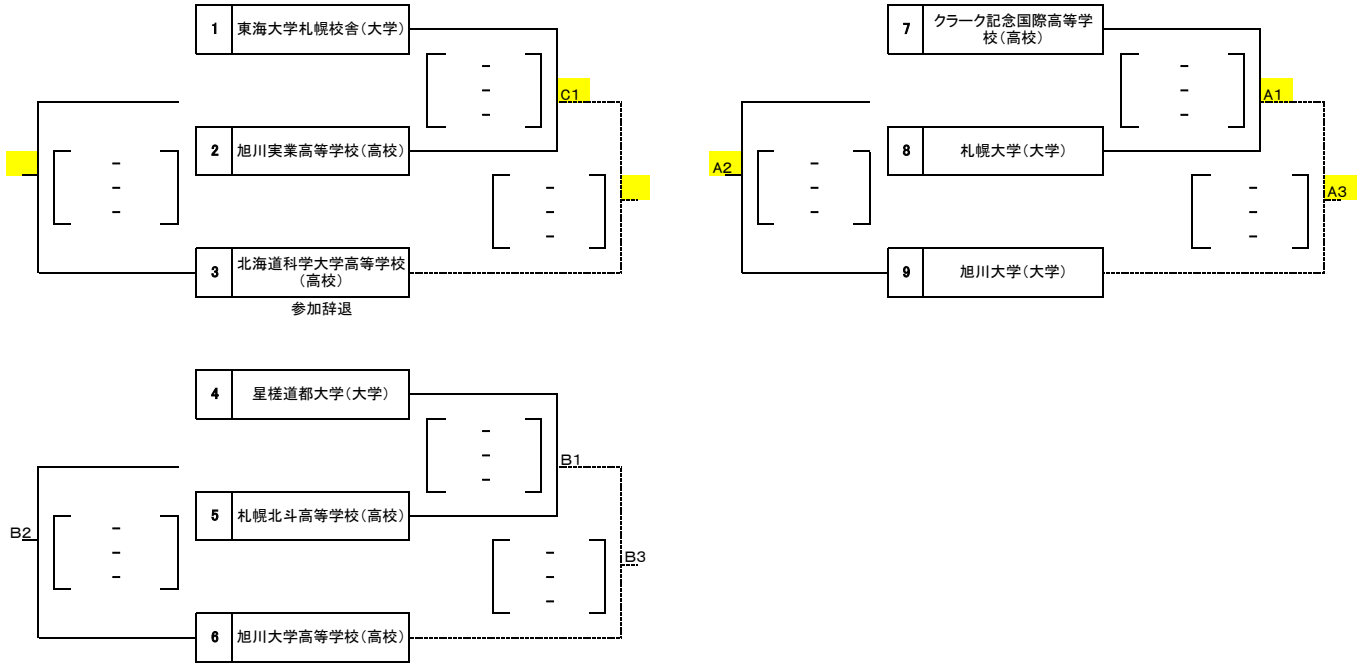 1 東海大学札幌校舎(大学)
-
-
-
C1
2 旭川実業高等学校(高校)
-
-
-
-
-
-
3 北海道科学大学高等学校
(高校)
参加辞退
7 クラーク記念国際高等学
校(高校)
-
-
-
A1
8 札幌大学(大学)
A2
-
-
-
-
-
-
A3
9 旭川大学(大学)
4 星槎道都大学(大学)
-
-
-
B1
5 札幌北斗高等学校(高校)
B2
-
-
-
-
-
-
B3
6 旭川大学高等学校(高校)